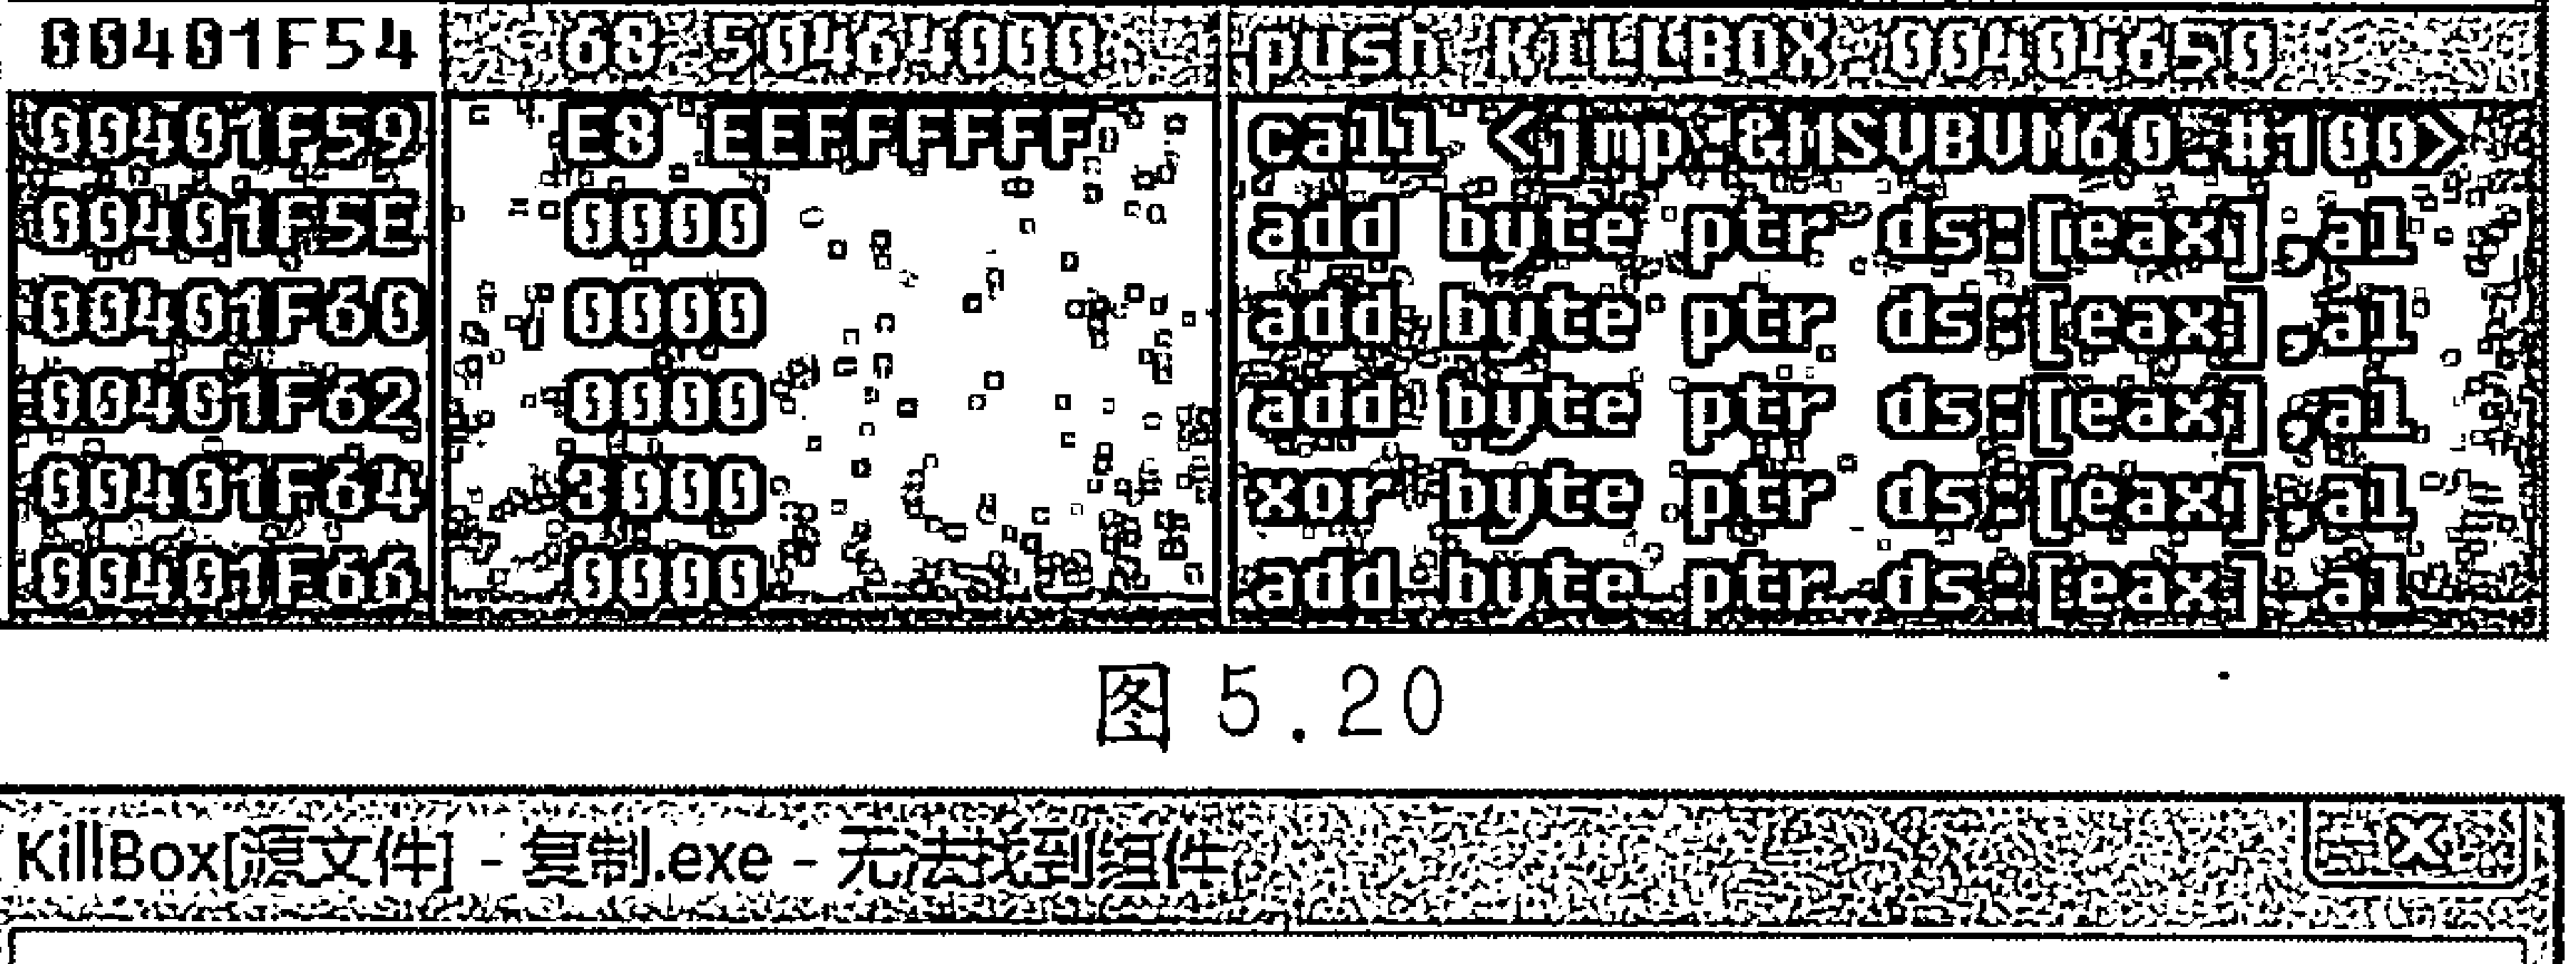 00401F54 68 50464000 push KILLBOX.00404650
00401F59 E8 EEFFFFFF call <jmp.&MSVBVM60.#100>
00401F5E 0000 add byte ptr ds:[eax],al
00401F60 0000 add byte ptr ds:[eax],al
00401F62 0000 add byte ptr ds:[eax],al
00401F64 3000 xor byte ptr ds:[eax],al
00401F66 0000 add byte ptr ds:[eax],al
图 5.20
KillBox[源文件] - 复制.exe - 无法找到组件